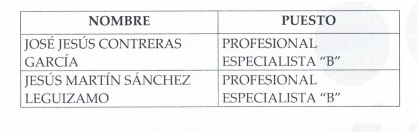 NOMBRE PUESTO
JOSÉ JESÚS CONTRERAS GARCÍA PROFESIONAL ESPECIALISTA “B”
JESÚS MARTÍN SÁNCHEZ LEGUIZAMO PROFESIONAL ESPECIALISTA “B”